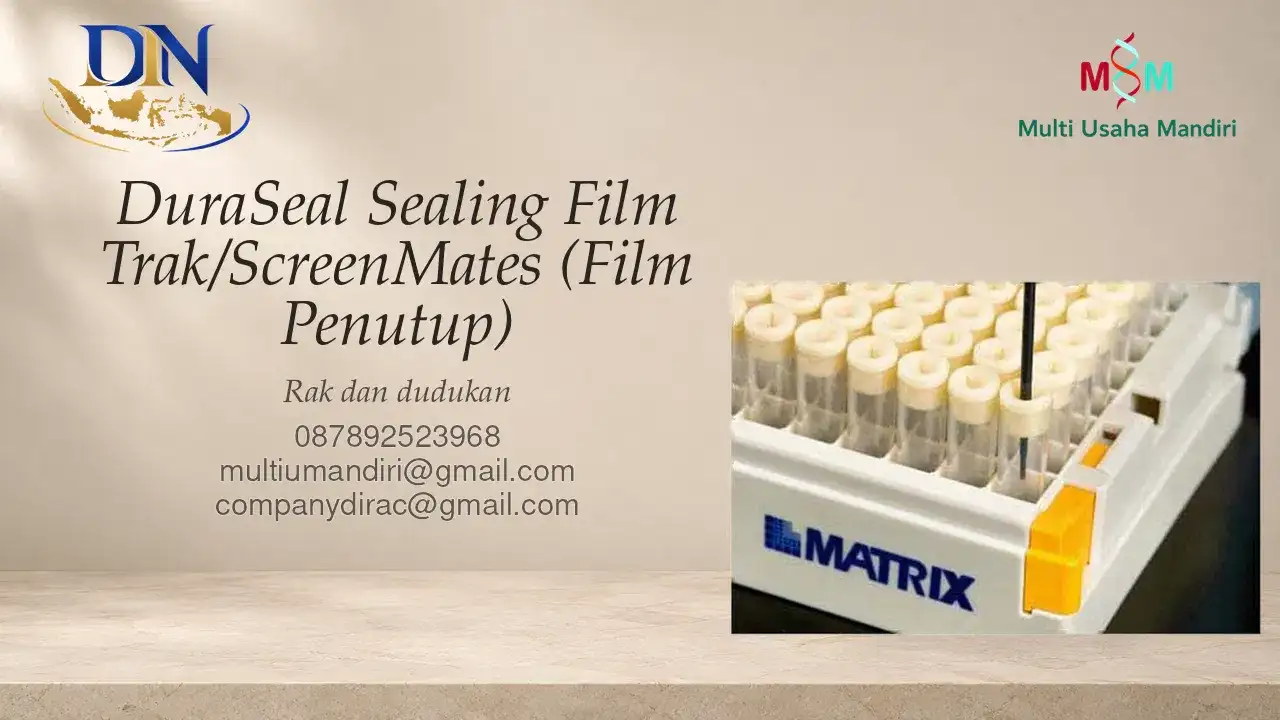 DN
M M
Multi Usaha Mandiri
DuraSeal Sealing Film
Trak/ScreenMates (Film
Penutup)
Rak dan dudukan
087892523968
multiumandiri@gmail.com
companydirac@gmail.com
MATRIX